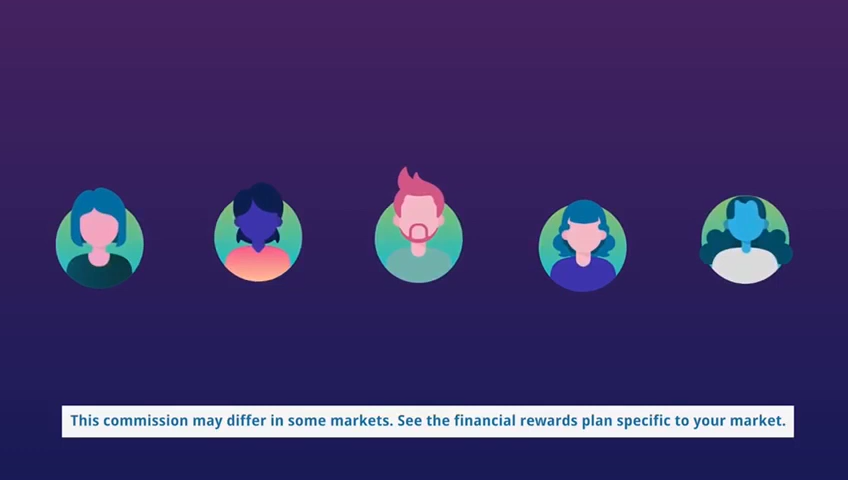 This commission may differ in some markets. See the financial rewards plan specific to your market.